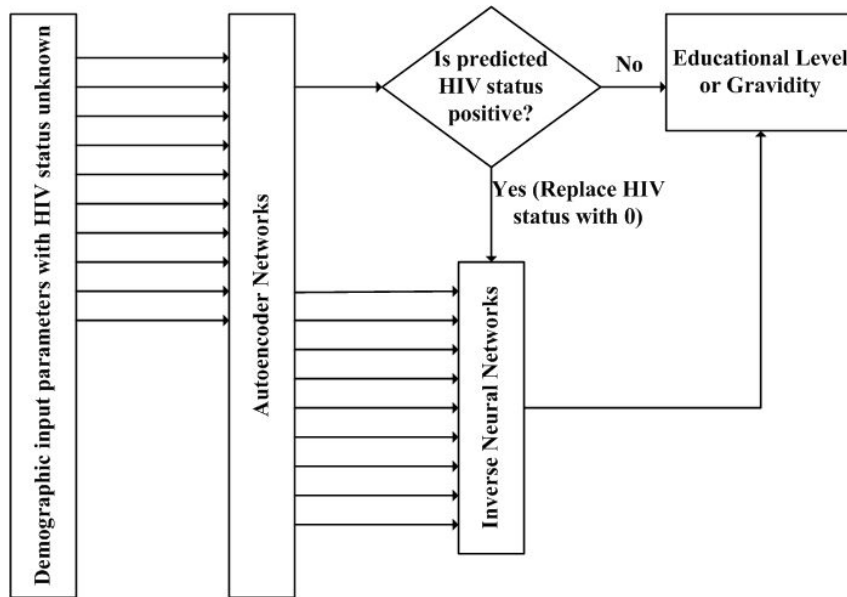 Demographic input parameters with HIV status unknown
Autoencoder Networks
Is predicted
HIV status
positive?
No
Educational Level
or Gravidity
Yes (Replace HIV
status with 0)
Inverse Neural Networks